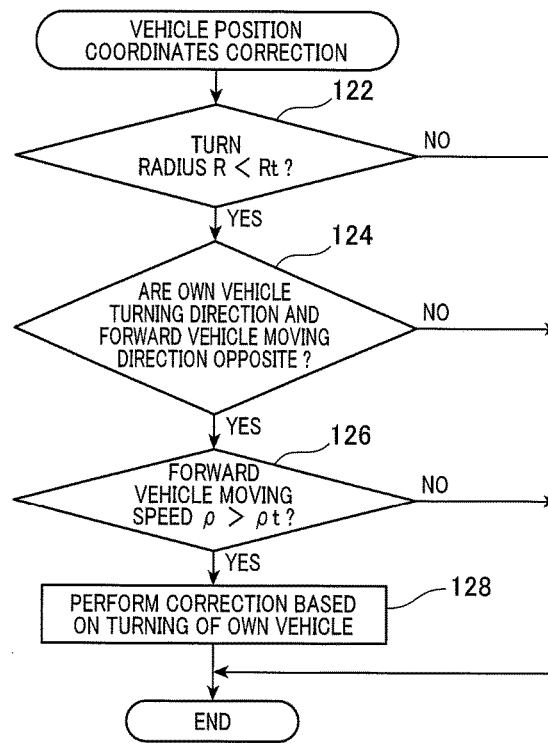 VEHICLE POSITION
COORDINATES CORRECTION
122
TURN
RADIUS R < Rt ?
NO
YES
124
ARE OWN VEHICLE
TURNING DIRECTION AND
FORWARD VEHICLE MOVING
DIRECTION OPPOSITE ?
NO
YES
126
FORWARD
VEHICLE MOVING
SPEED ρ > ρt ?
NO
YES
128
PERFORM CORRECTION BASED
ON TURNING OF OWN VEHICLE
END